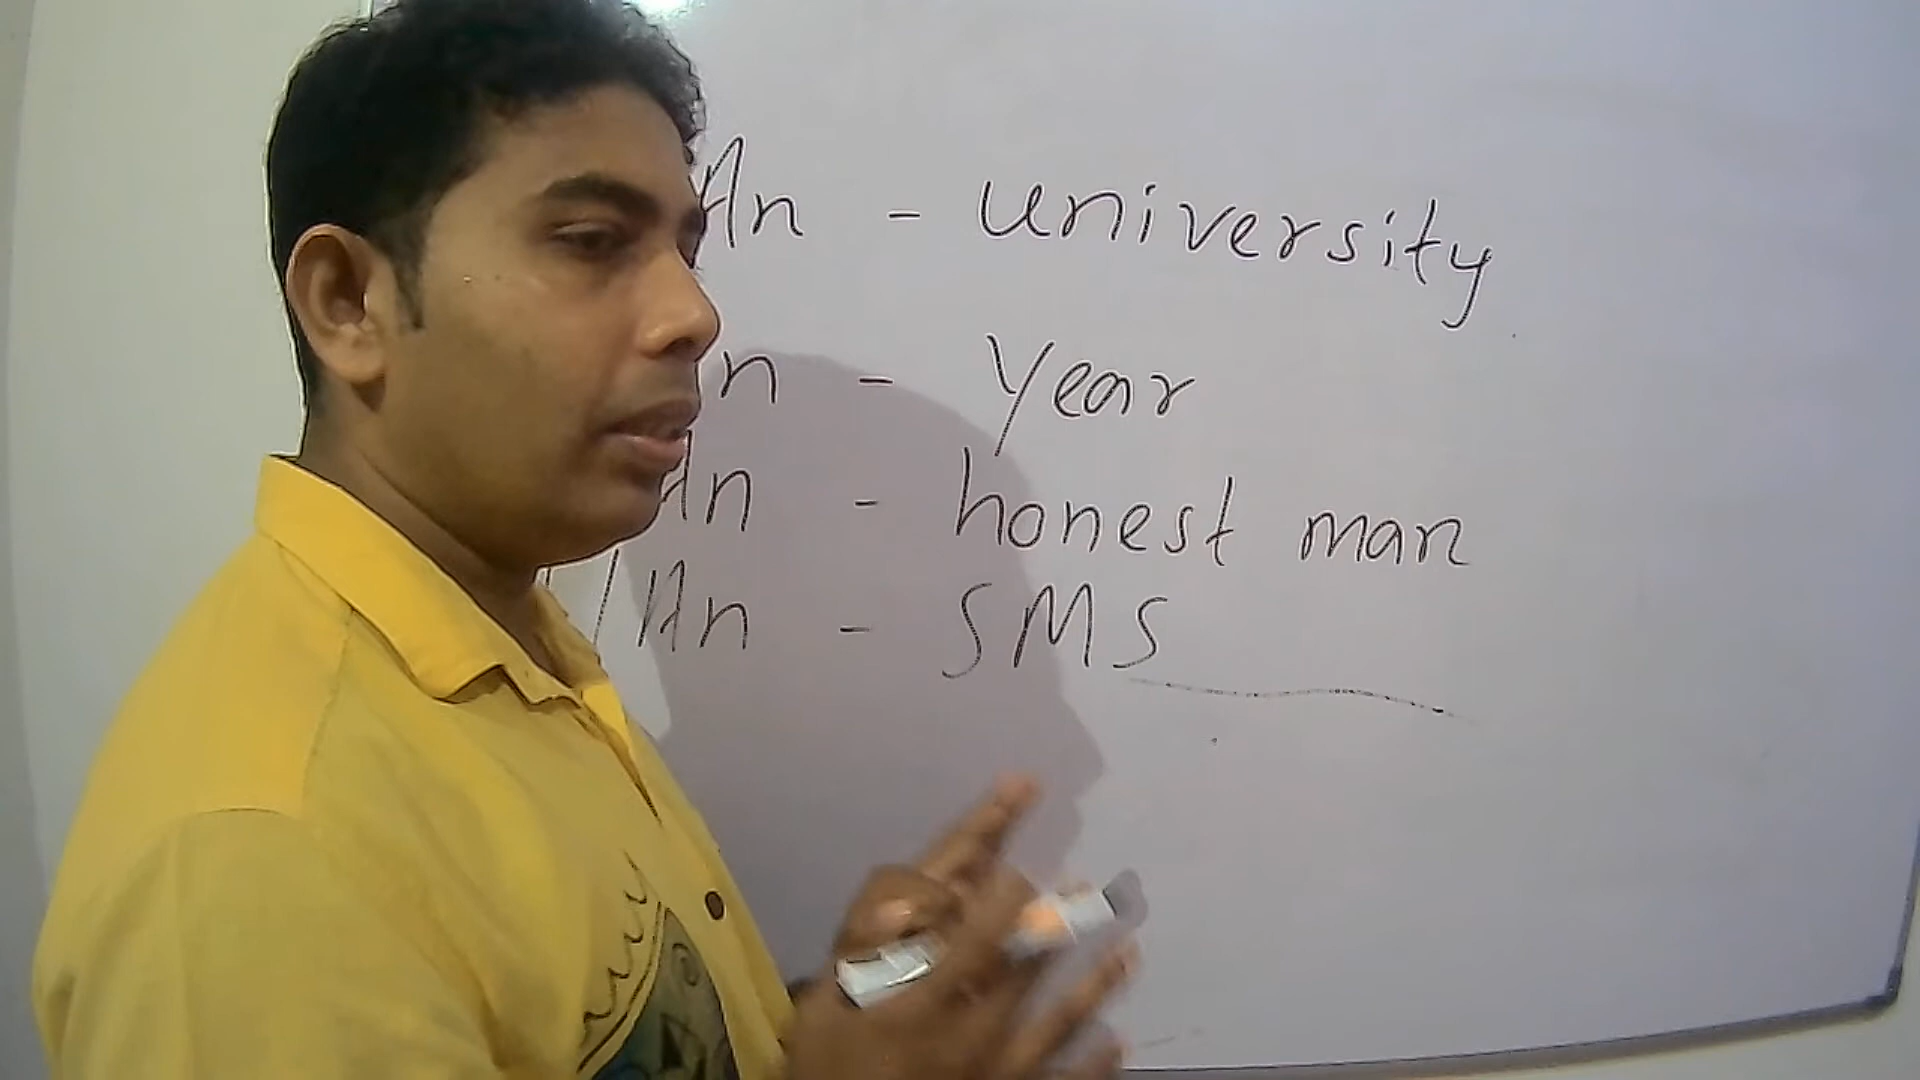 An - university
n - year
An - honest man
/An - SMS